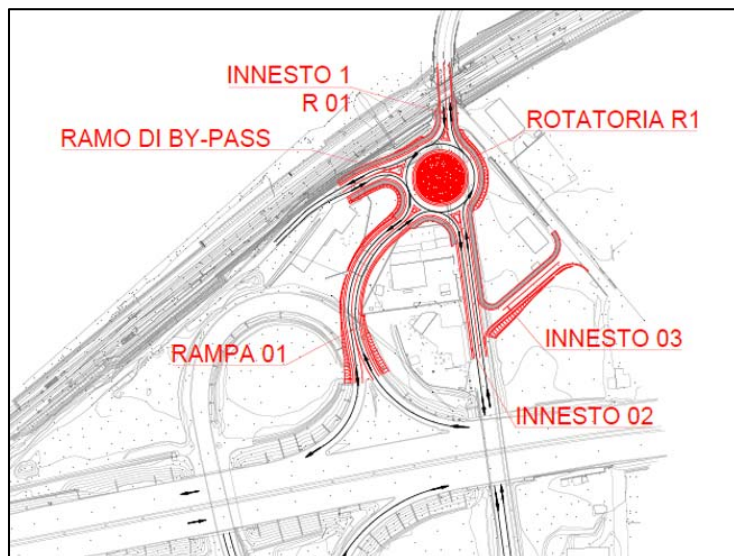 INNESTO 1
R 01
ROTATORIA R1
RAMO DI BY-PASS
RAMPA 01
INNESTO 03
INNESTO 02